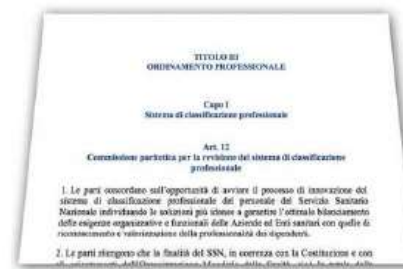 TITOLO III
ORDINAMENTO PROFESSIONALE
Capo I
Sistema di classificazione professionale
Art. 12
Commissione paritetica per la revisione del sistema di classificazione
professionale
1. Le parti concordano sull'opportunità di avviare il processo di innovazione del
sistema di classificazione professionale del personale del Servizio Sanitario
Nazionale individuando le soluzioni più idonee a garantire l'ottimale bilanciamento
delle esigenze organizzative e funzionali delle Aziende ed Enti sanitari con quelle di
riconoscimento e valorizzazione della professionalità dei dipendenti.
2. Le parti ritengono che la finalità del SSN, in coerenza con la Costituzione e con